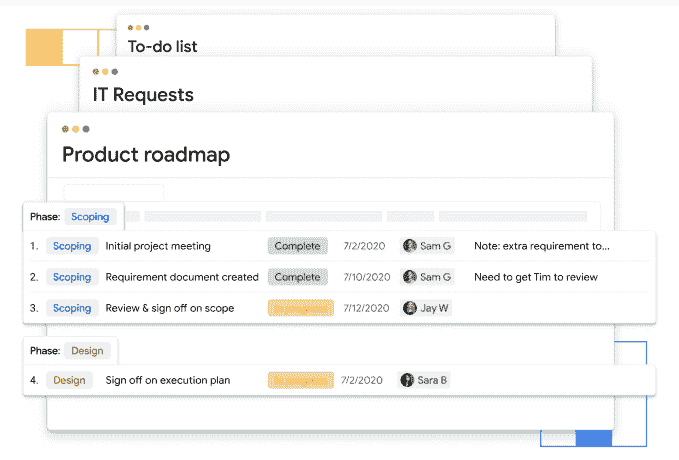 To-do list
IT Requests
Product roadmap
Phase: Scoping
1. Scoping Initial project meeting Complete 7/2/2020 Sam G Note: extra requirement to...
2. Scoping Requirement document created Complete 7/10/2020 Sam G Need to get Tim to review
3. Scoping Review & sign off on scope 7/12/2020 Jay W
Phase: Design
4. Design Sign off on execution plan 7/2/2020 Sara B